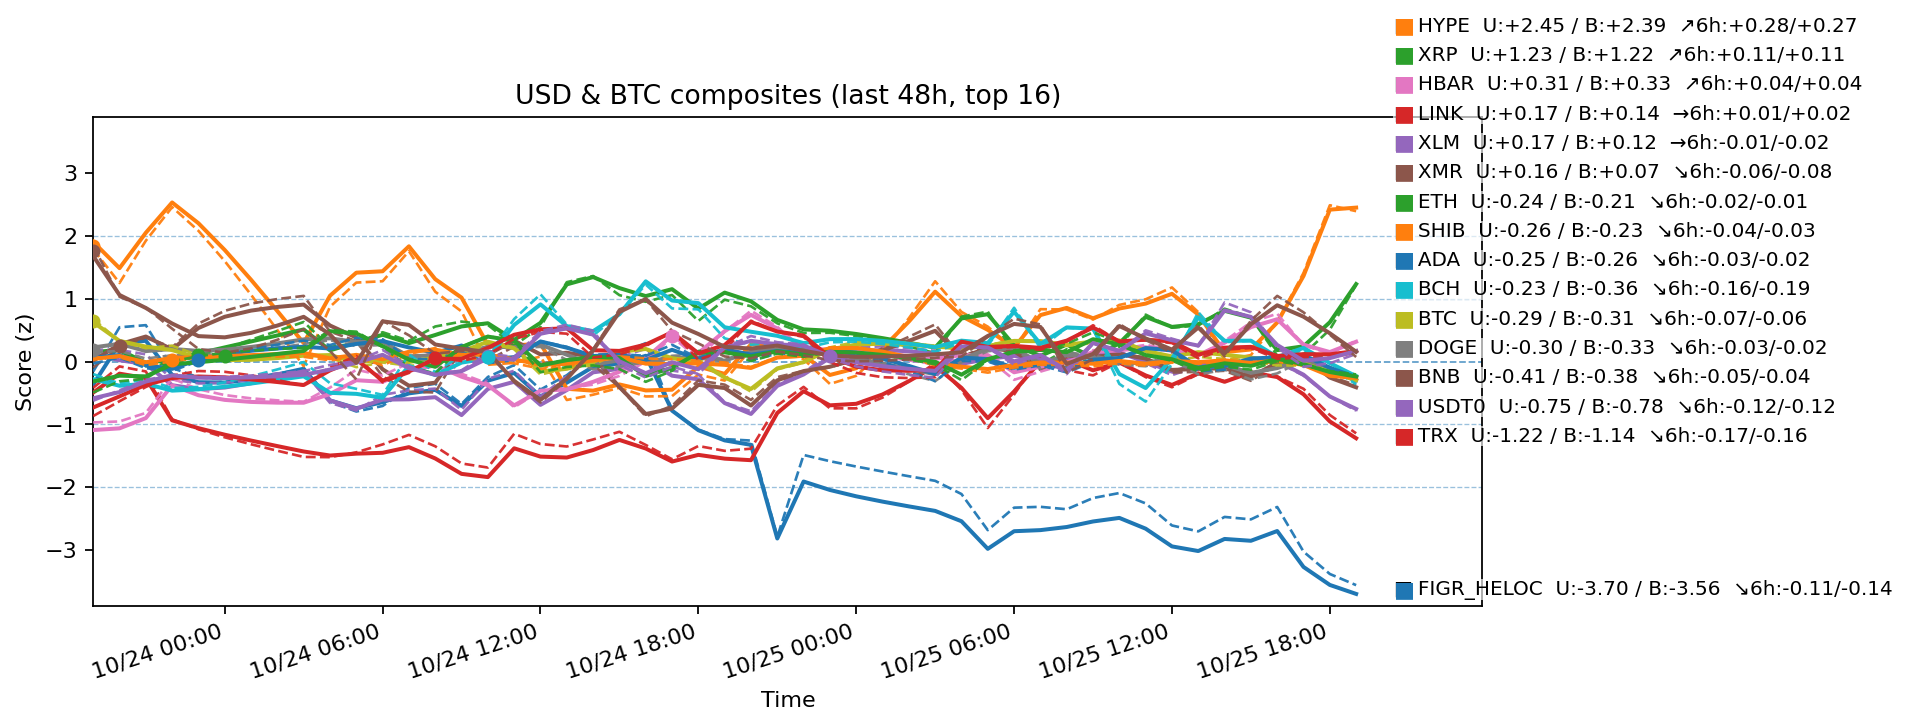 HYPE  U:+2.45 / B:+2.39  ↗6h:+0.28/+0.27
XRP  U:+1.23 / B:+1.22  ↗6h:+0.11/+0.11
HBAR  U:+0.31 / B:+0.33  ↗6h:+0.04/+0.04
LINK  U:+0.17 / B:+0.14  →6h:+0.01/+0.02
XLM  U:+0.17 / B:+0.12  →6h:-0.01/-0.02
XMR  U:+0.16 / B:+0.07  ↘6h:-0.06/-0.08
ETH  U:-0.24 / B:-0.21  ↘6h:-0.02/-0.01
SHIB  U:-0.26 / B:-0.23  ↘6h:-0.04/-0.03
ADA  U:-0.25 / B:-0.26  ↘6h:-0.03/-0.02
BCH  U:-0.23 / B:-0.36  ↘6h:-0.16/-0.19
BTC  U:-0.29 / B:-0.31  ↘6h:-0.07/-0.06
DOGE  U:-0.30 / B:-0.33  ↘6h:-0.03/-0.02
BNB  U:-0.41 / B:-0.38  ↘6h:-0.05/-0.04
USDT0  U:-0.75 / B:-0.78  ↘6h:-0.12/-0.12
TRX  U:-1.22 / B:-1.14  ↘6h:-0.17/-0.16
FIGR_HELOC  U:-3.70 / B:-3.56  ↘6h:-0.11/-0.14
USD & BTC composites (last 48h, top 16)
Score (z)
3
2
1
0
−1
−2
−3
10/24 00:00
10/24 06:00
10/24 12:00
10/24 18:00
10/25 00:00
10/25 06:00
10/25 12:00
10/25 18:00
Time